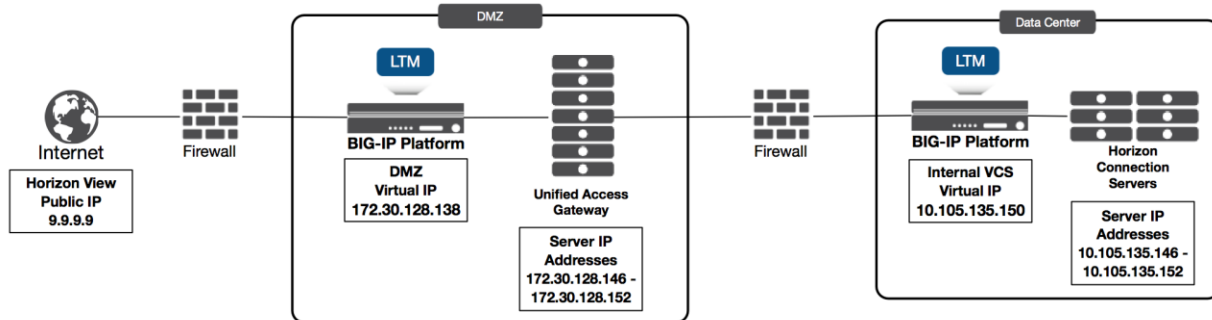 DMZ
Data Center
LTM
LTM
Internet
Firewall
BIG-IP Platform
Unified Access
Gateway
Firewall
BIG-IP Platform
Horizon
Connection
Servers
Horizon View
Public IP
9.9.9.9
DMZ
Virtual IP
172.30.128.138
Server IP
Addresses
172.30.128.146 -
172.30.128.152
Internal VCS
Virtual IP
10.105.135.150
Server IP
Addresses
10.105.135.146 -
10.105.135.152